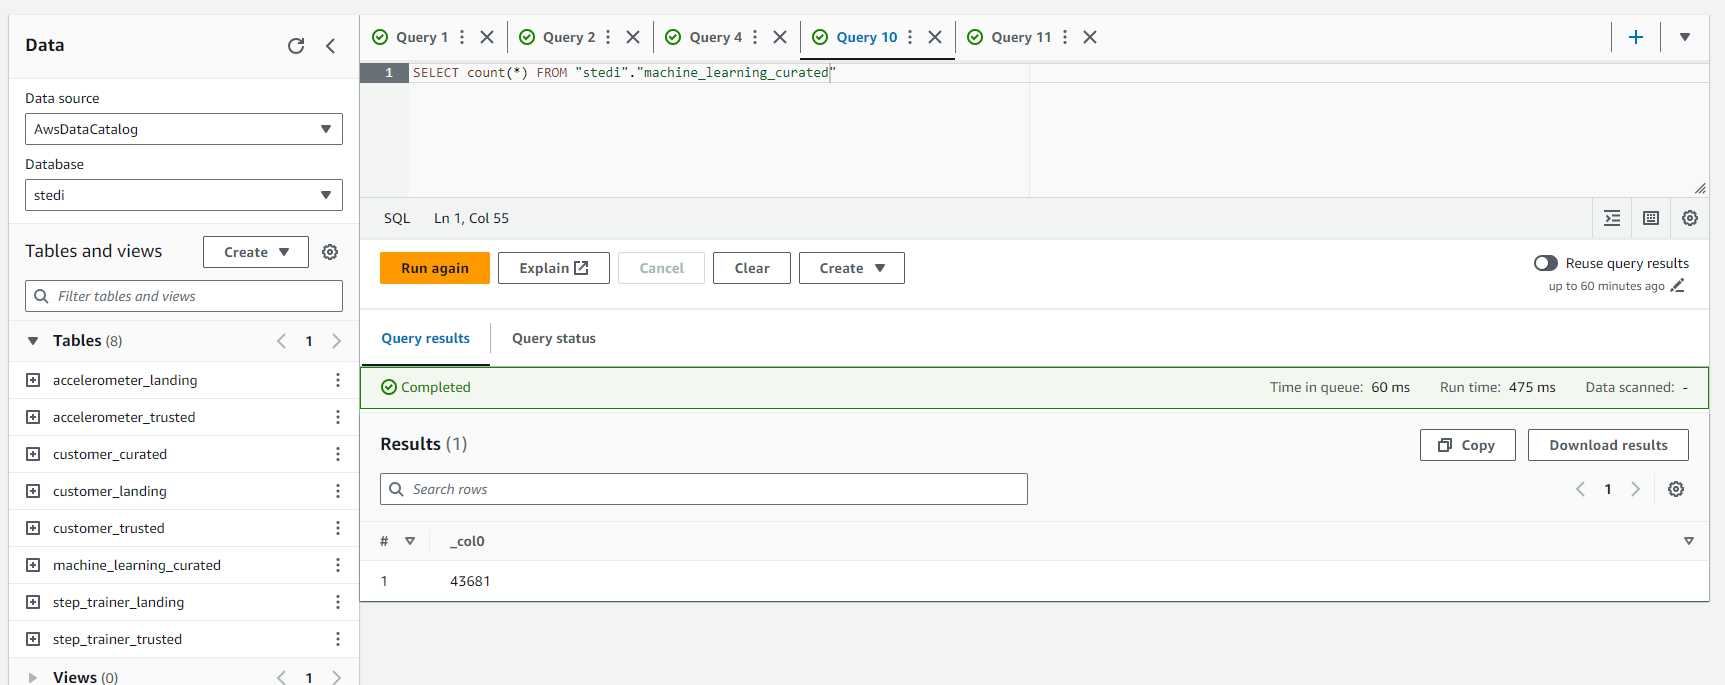 Data
Data source
AwsDataCatalog
Database
stedi
Tables and views
Create
Filter tables and views
Tables (8)
1
accelerometer_landing
accelerometer_trusted
customer_curated
customer_landing
customer_trusted
machine_learning_curated
step_trainer_landing
step_trainer_trusted
Views (0)
1
Query 1
Query 2
Query 4
Query 10
Query 11
1 SELECT count(*) FROM "stedi"."machine_learning_curated"
SQL Ln 1, Col 55
Run again
Explain
Cancel
Clear
Create
Reuse query results
up to 60 minutes ago
Query results
Query status
Completed
Time in queue: 60 ms
Run time: 475 ms
Data scanned: -
Results (1)
Copy
Download results
Search rows
1
# _col0
1 43681